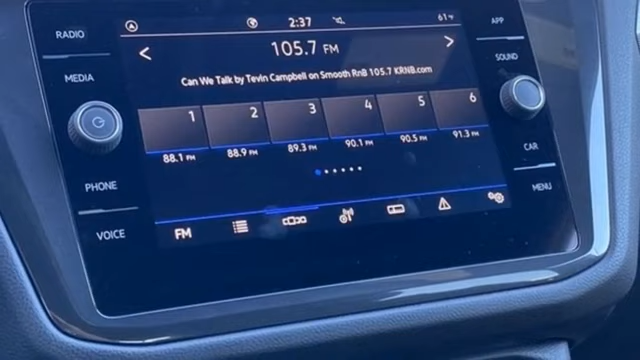 RADIO
MEDIA
PHONE
VOICE
2:37
61°F
< 105.7 FM >
Can We Talk by Tevin Campbell on Smooth RnB 105.7 KRNB.com
1 2 3 4 5 6
88.1 FM 88.9 FM 89.3 FM 90.1 FM 90.5 FM 91.3 FM
FM
APP
SOUND
CAR
MENU